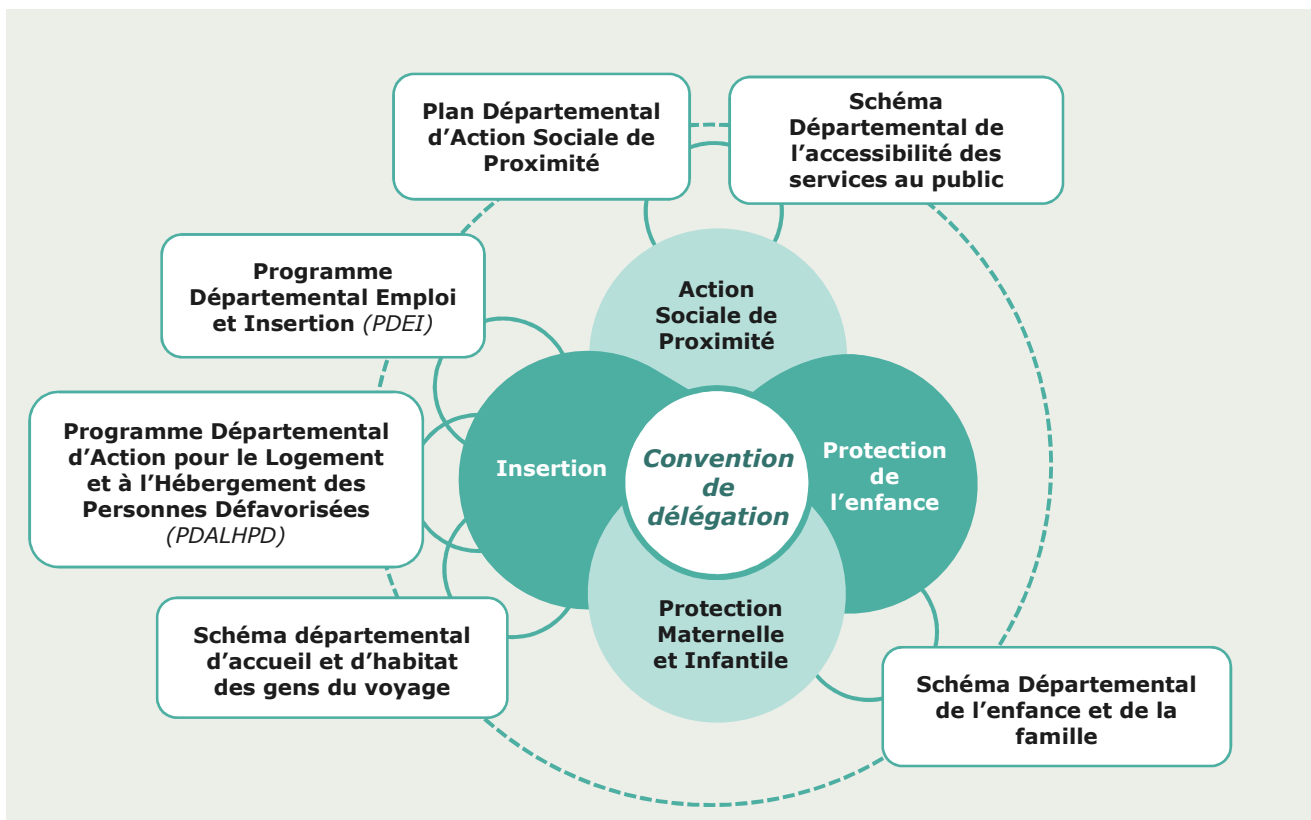 Plan Départemental
d’Action Sociale de
Proximité
Schéma
Départemental de
l’accessibilité des
services au public
Programme
Départemental Emploi
et Insertion (PDEI)
Action
Sociale de
Proximité
Programme Départemental
d’Action pour le Logement
et à l’Hébergement des
Personnes Défavorisées
(PDALHPD)
Insertion
Convention
de
délégation
Protection
de
l’enfance
Schéma départemental
d’accueil et d’habitat
des gens du voyage
Protection
Maternelle
et Infantile
Schéma Départemental
de l’enfance et de la
famille